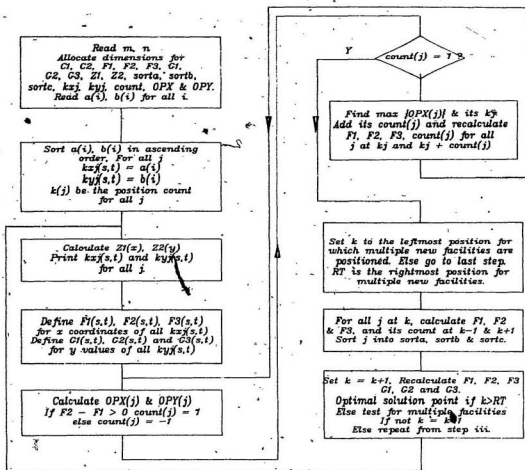 Read m, n
Allocate dimensions for
C1, C2, F1, F2, F3, G1,
G2, G3, Z1, Z2, sorta, sortb,
sortc, kxj, kyj, count, OPX & OPY.
Read a(i), b(i) for all i.
Sort a(i), b(i) in ascending
order. For all j
kxj(s,t) = a(i)
kyj(s,t) = b(i)
k(j) be the position count
for all j
Calculate Z1(x), Z2(y)
Print kxj(s,t) and kyj(s,t)
for all j.
Define F1(s,t), F2(s,t), F3(s,t)
for x coordinates of all kxj(s,t)
Define G1(s,t), G2(s,t) and G3(s,t)
for y values of all kyj(s,t)
Calculate OPX(j) & OPY(j)
If F2 - F1 > 0 count(j) = 1
else count(j) = -1
Y
count(j) = 1 ?
Find max |OPX(j)| & its kj.
Add its count(j) and recalculate
F1, F2, F3, count(j) for all
j at kj and kj + count(j)
Set k to the leftmost position for
which multiple new facilities are
positioned. Else go to last step.
RT is the rightmost position for
multiple new facilities.
For all j at k, calculate F1, F2
& F3, and its count at k-1 & k+1
Sort j into sorta, sortb & sortc.
Set k = k+1, Recalculate F1, F2, F3
G1, G2 and G3.
Optimal solution point if k>RT
Else test for multiple facilities
If not k = k+1
Else repeat from step iii.